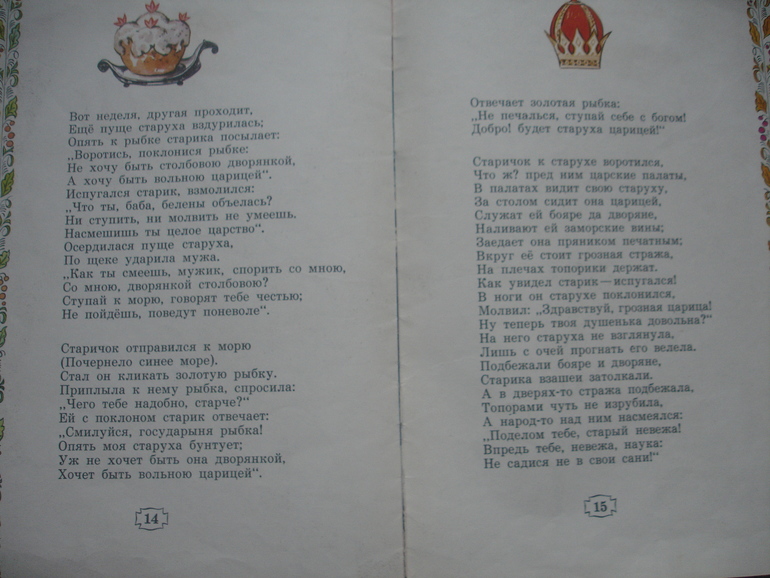 Вот неделя, другая проходит,
Ещё пуще старуха вздурилась;
Опять к рыбке старика посылает:
„Воротись, поклонися рыбке:
Не хочу быть столбовою дворянкой,
А хочу быть вольною царицей“.
Испугался старик, взмолился:
„Что ты, баба, белены объелась?
Ни ступить, ни молвить не умеешь.
Насмешишь ты целое царство“.
Осердилася пуще старуха,
По щеке ударила мужа.
„Как ты смеешь, мужик, спорить со мною,
Со мною, дворянкой столбовою?
Ступай к морю, говорят тебе честью;
Не пойдёшь, поведут поневоле“.
Старичок отправился к морю
(Почернело синее море).
Стал он кликать золотую рыбку.
Приплыла к нему рыбка, спросила:
„Чего тебе надобно, старче?“
Ей с поклоном старик отвечает:
„Смилуйся, государыня рыбка!
Опять моя старуха бунтует;
Уж не хочет быть она дворянкой,
Хочет быть вольною царицей“.
14
Отвечает золотая рыбка:
„Не печалься, ступай себе с богом!
Добро! будет старуха царицей!“
Старичок к старухе воротился,
Что ж? пред ним царские палаты,
В палатах видит свою старуху,
За столом сидит она царицей,
Служат ей бояре да дворяне,
Наливают ей заморские вины;
Заедает она пряником печатным;
Вкруг её стоит грозная стража,
На плечах топорики держат.
Как увидел старик—испугался!
В ноги он старухе поклонился,
Молвил: „Здравствуй, грозная царица!
Ну теперь твоя душенька довольна?“
На него старуха не взглянула,
Лишь с очей прогнать его велела.
Подбежали бояре и дворяне,
Старика взашеи затолкали.
А в дверях-то стража подбежала,
Топорами чуть не изрубила,
А народ-то над ним насмеялся:
„Поделом тебе, старый невежа!
Впредь тебе, невежа, наука:
Не садися не в свои сани!“
15